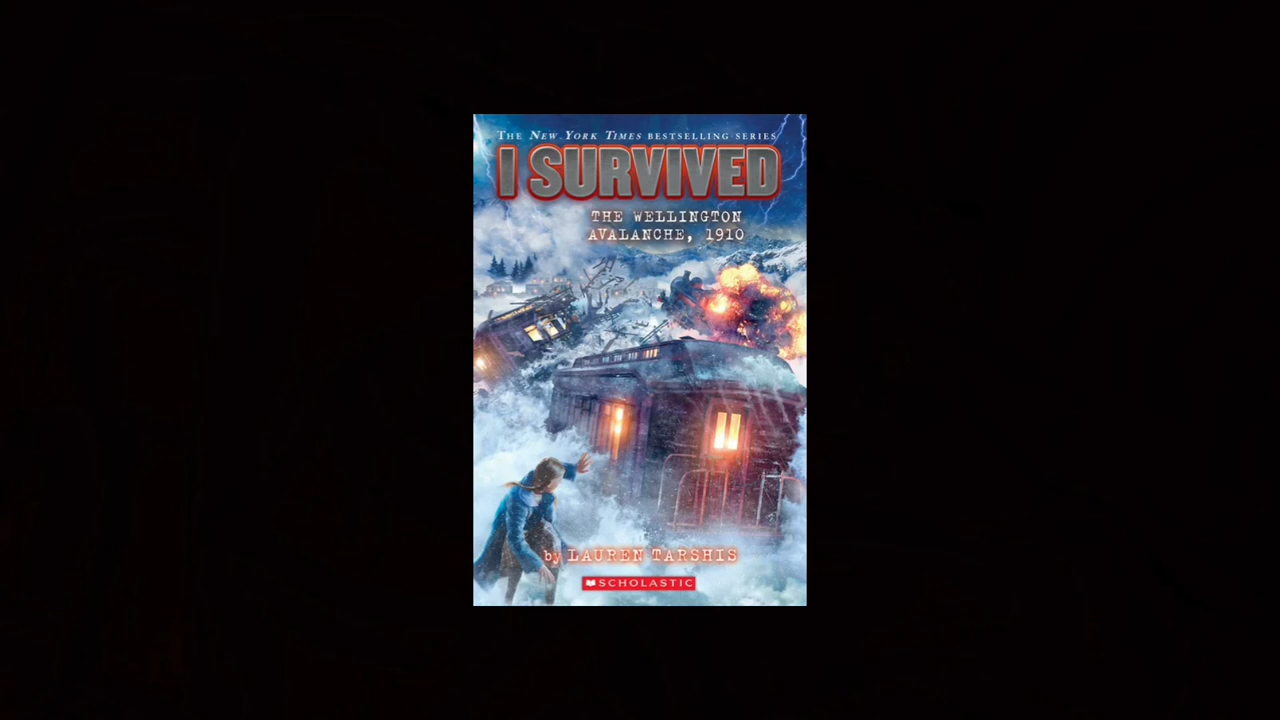 THE NEW YORK TIMES BESTSELLING SERIES
I SURVIVED
THE WELLINGTON
AVALANCHE, 1910
by LAUREN TARSHIS
SCHOLASTIC